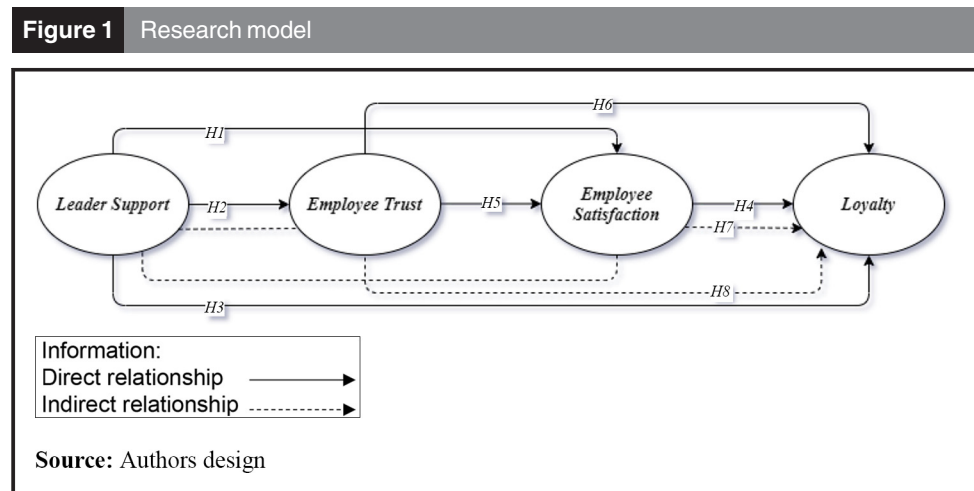 Figure 1 Research model
H6
H1
Leader Support H2 Employee Trust H5 Employee Satisfaction H4 Loyalty
H7
H8
H3
Information:
Direct relationship
Indirect relationship
Source: Authors design